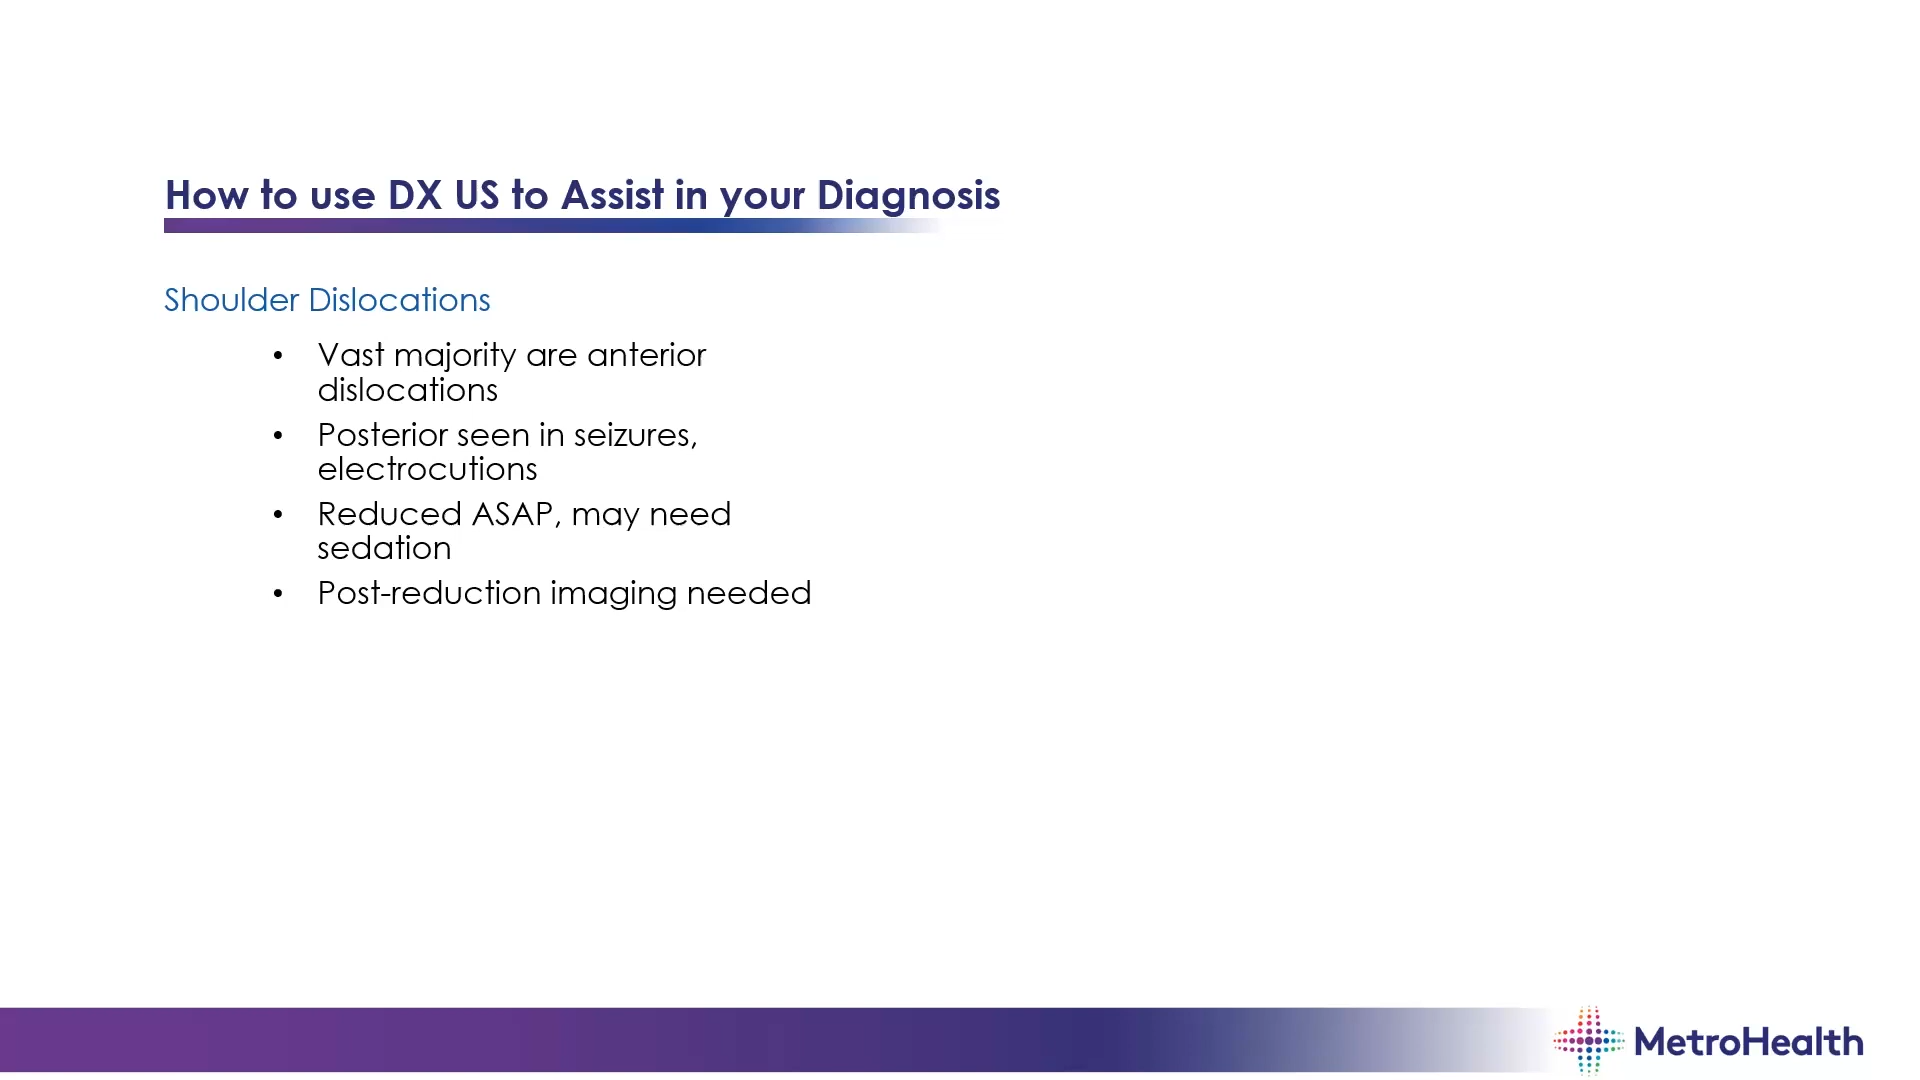 How to use DX US to Assist in your Diagnosis
Shoulder Dislocations
• Vast majority are anterior
dislocations
• Posterior seen in seizures,
electrocutions
• Reduced ASAP, may need
sedation
• Post-reduction imaging needed
MetroHealth